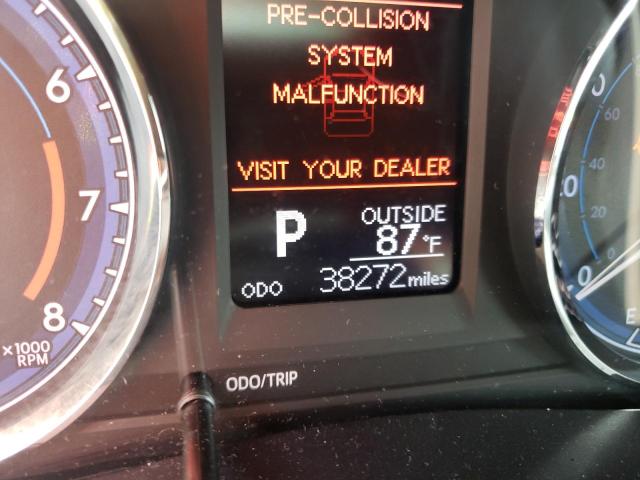 PRE-COLLISION
SYSTEM
MALFUNCTION
VISIT YOUR DEALER
P
OUTSIDE
87°F
ODO 38272 miles
ODO/TRIP
6
7
8
×1000
RPM
60
40
20
0
0
E